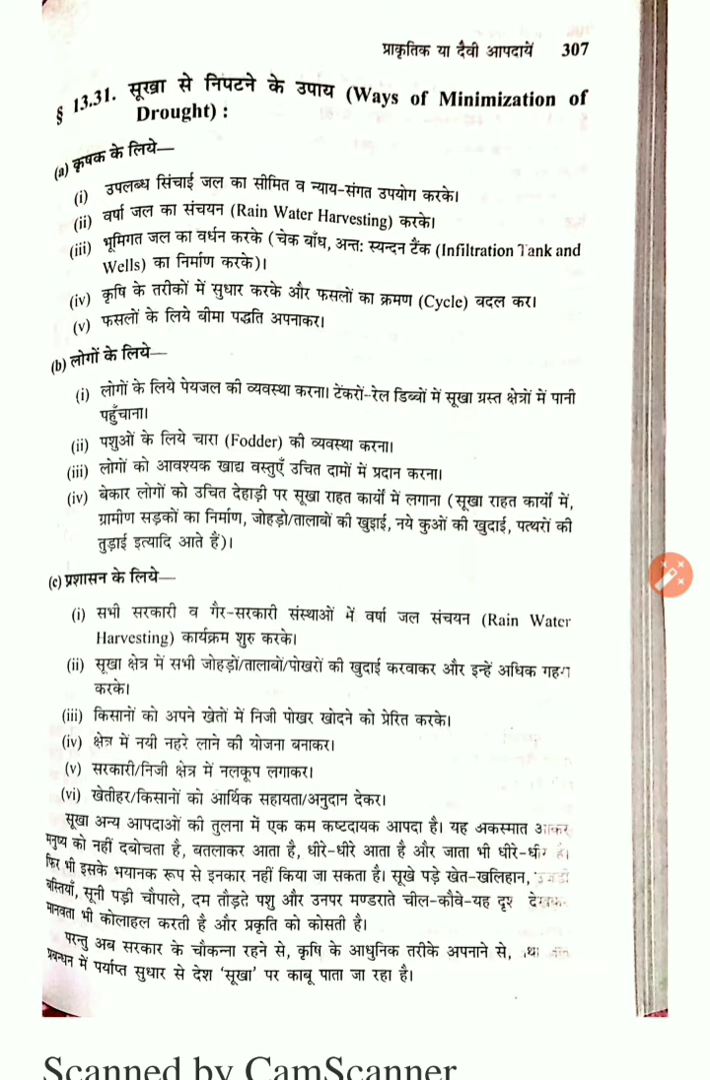 प्राकृतिक या दैवी आपदायें 307
§ 13.31. सूखा से निपटने के उपाय (Ways of Minimization of
Drought) :
(a) कृषक के लिये—
(i) उपलब्ध सिंचाई जल का सीमित व न्याय-संगत उपयोग करके।
(ii) वर्षा जल का संचयन (Rain Water Harvesting) करके।
(iii) भूमिगत जल का वर्धन करके (चेक बाँध, अन्त: स्यन्दन टैंक (Infiltration Tank and
Wells) का निर्माण करके)।
(iv) कृषि के तरीकों में सुधार करके और फसलों का क्रमण (Cycle) बदल कर।
(v) फसलों के लिये बीमा पद्धति अपनाकर।
(b) लोगों के लिये—
(i) लोगों के लिये पेयजल की व्यवस्था करना। टेंकरों-रेल डिब्बों में सूखा ग्रस्त क्षेत्रों में पानी
पहुँचाना।
(ii) पशुओं के लिये चारा (Fodder) की व्यवस्था करना।
(iii) लोगों को आवश्यक खाद्य वस्तुएँ उचित दामों में प्रदान करना।
(iv) बेकार लोगों को उचित देहाड़ी पर सूखा राहत कार्यों में लगाना (सूखा राहत कार्यों में,
ग्रामीण सड़कों का निर्माण, जोहड़ो/तालाबों की खुड़ाई, नये कुओं की खुदाई, पत्थरों की
तुड़ाई इत्यादि आते हैं)।
(c) प्रशासन के लिये—
(i) सभी सरकारी व गैर-सरकारी संस्थाओं में वर्षा जल संचयन (Rain Water
Harvesting) कार्यक्रम शुरु करके।
(ii) सूखा क्षेत्र में सभी जोहड़ों/तालाबों/पोखरों की खुदाई करवाकर और इन्हें अधिक गहरा
करके।
(iii) किसानों को अपने खेतों में निजी पोखर खोदने को प्रेरित करके।
(iv) क्षेत्र में नयी नहरे लाने की योजना बनाकर।
(v) सरकारी/निजी क्षेत्र में नलकूप लगाकर।
(vi) खेतीहर/किसानों को आर्थिक सहायता/अनुदान देकर।
सूखा अन्य आपदाओं की तुलना में एक कम कष्टदायक आपदा है। यह अकस्मात आकर
मनुष्य को नहीं दबोचता है, बतलाकर आता है, धीरे-धीरे आता है और जाता भी धीरे-धीरे है।
फिर भी इसके भयानक रूप से इनकार नहीं किया जा सकता है। सूखे पड़े खेत-खलिहान,
बस्तियाँ, सूनी पड़ी चौपाले, दम तोड़ते पशु और उनपर मण्डराते चील-कौवे-यह दृश्य देखकर
मानवता भी कोलाहल करती है और प्रकृति को कोसती है।
परन्तु अब सरकार के चौकन्ना रहने से, कृषि के आधुनिक तरीके अपनाने से,
प्रबन्धन में पर्याप्त सुधार से देश ‘सूखा’ पर काबू पाता जा रहा है।
Scanned by CamScanner